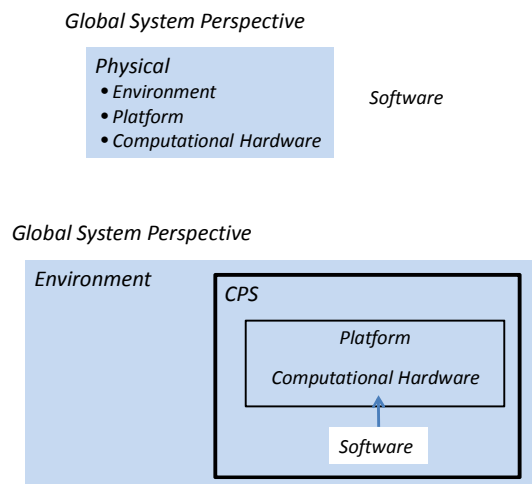 Global System Perspective
Physical
• Environment
• Platform
• Computational Hardware
Software
Global System Perspective
Environment
CPS
Platform
Computational Hardware
Software